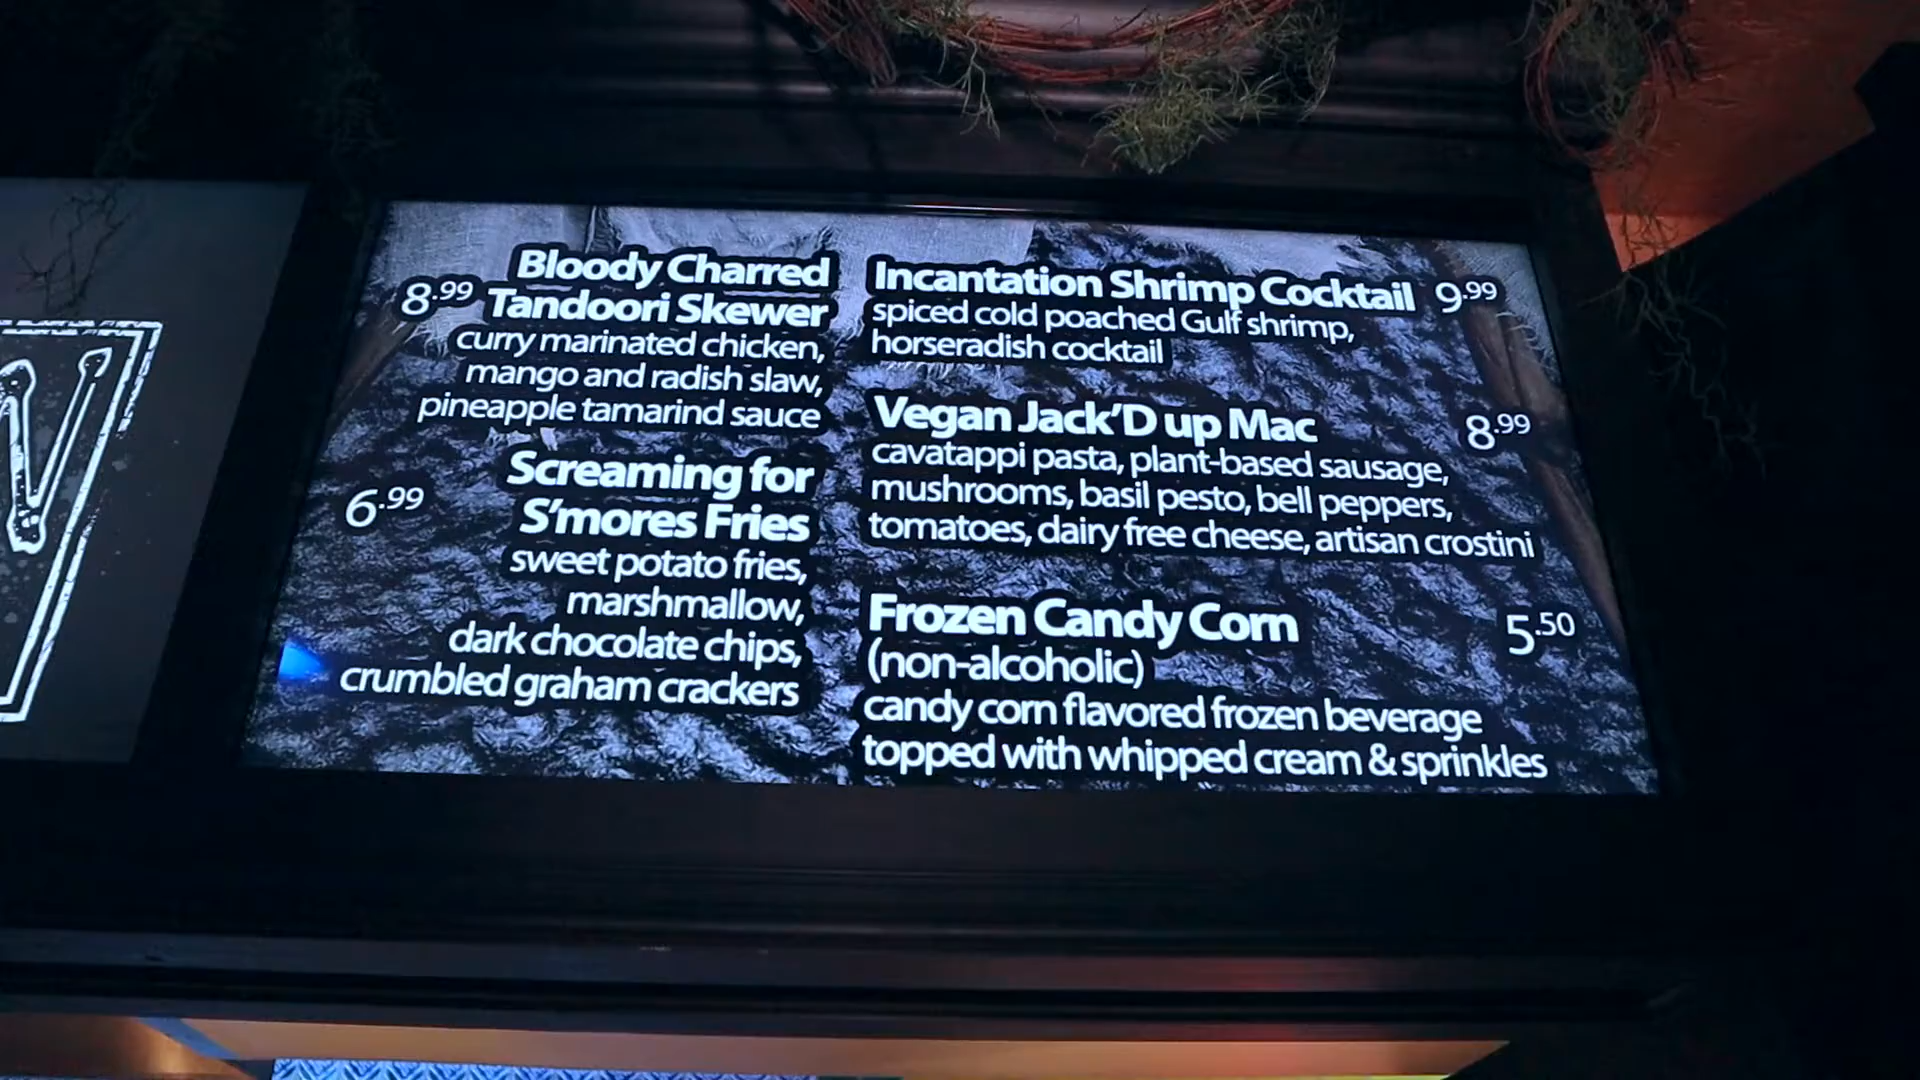 Bloody Charred
8.99 Tandoori Skewer
curry marinated chicken,
mango and radish slaw,
pineapple tamarind sauce
Screaming for
6.99 S'mores Fries
sweet potato fries,
marshmallow,
dark chocolate chips,
crumbled graham crackers
Incantation Shrimp Cocktail 9.99
spiced cold poached Gulf shrimp,
horseradish cocktail
Vegan Jack'D up Mac 8.99
cavatappi pasta, plant-based sausage,
mushrooms, basil pesto, bell peppers,
tomatoes, dairy free cheese, artisan crostini
Frozen Candy Corn 5.50
(non-alcoholic)
candy corn flavored frozen beverage
topped with whipped cream & sprinkles